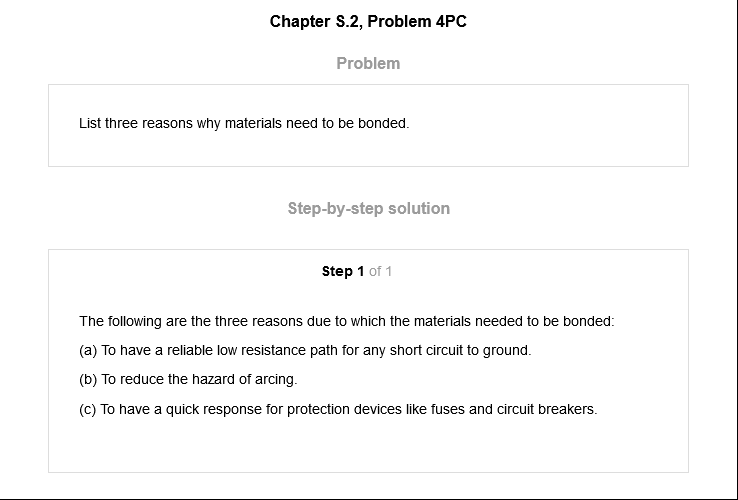 Chapter S.2, Problem 4PC
Problem
List three reasons why materials need to be bonded.
Step-by-step solution
Step 1 of 1
The following are the three reasons due to which the materials needed to be bonded:
(a) To have a reliable low resistance path for any short circuit to ground.
(b) To reduce the hazard of arcing.
(c) To have a quick response for protection devices like fuses and circuit breakers.